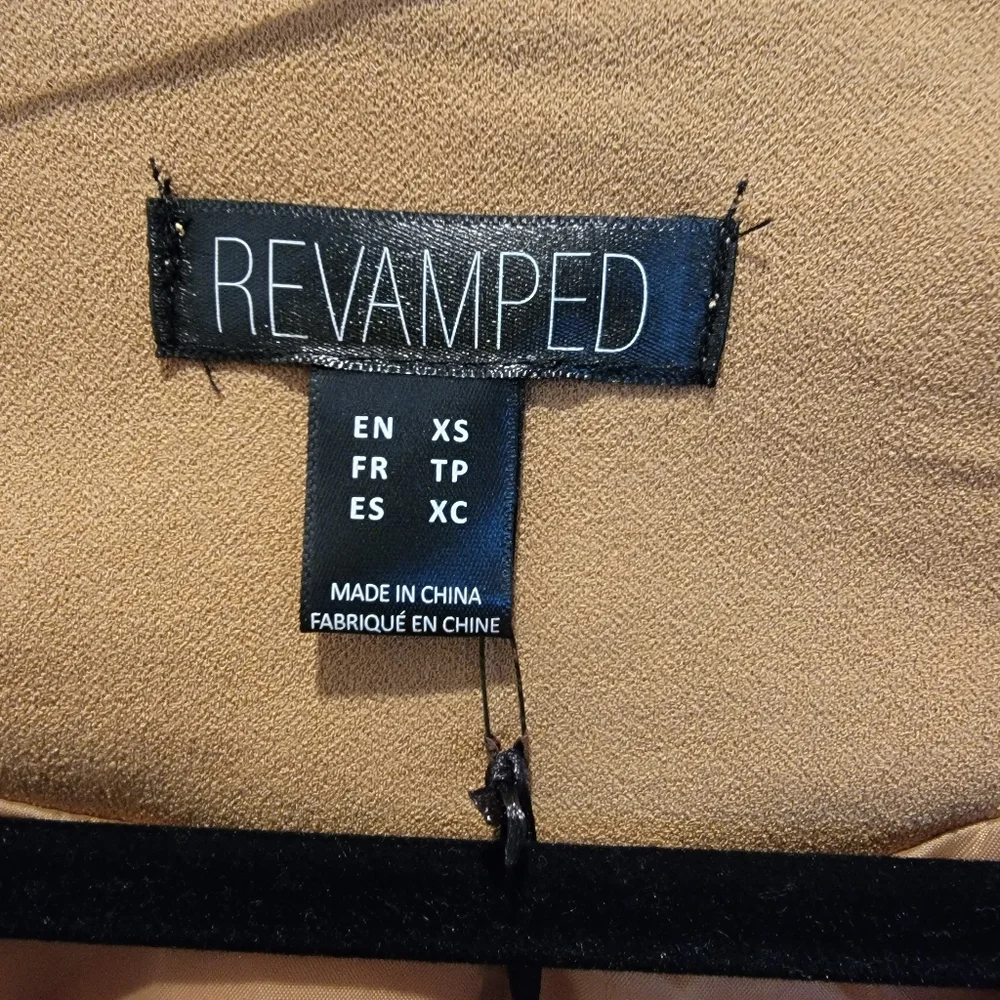 REVAMPED
EN XS
FR TP
ES XC
MADE IN CHINA
FABRIQUÉ EN CHINE